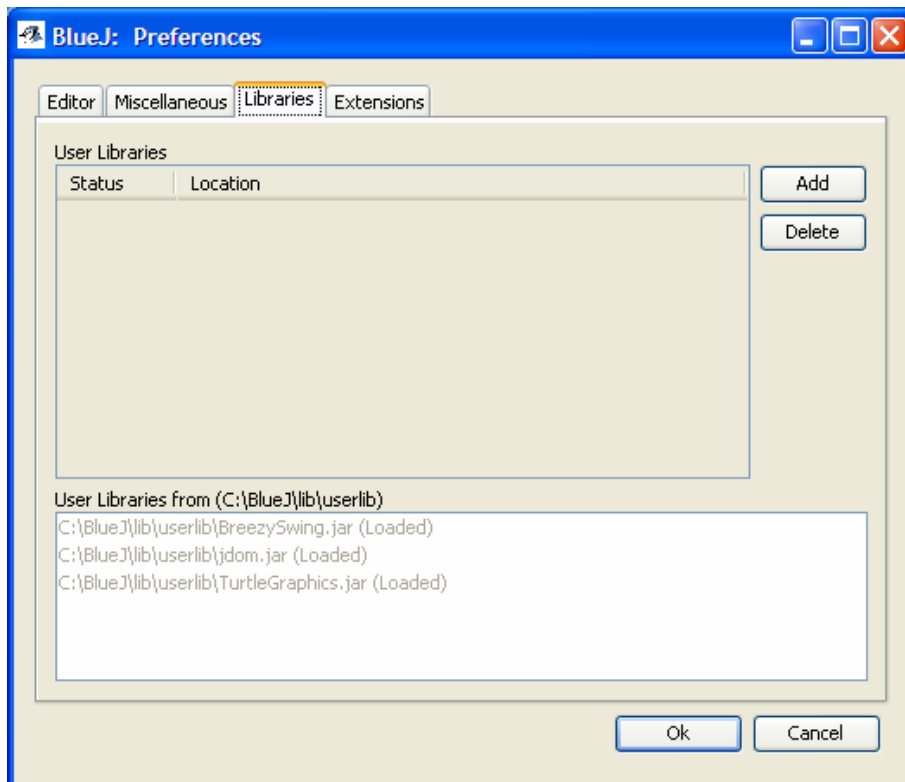 BlueJ: Preferences
Editor Miscellaneous Libraries Extensions
User Libraries
Status Location
Add
Delete
User Libraries from (C:\BlueJ\lib\userlib)
C:\BlueJ\lib\userlib\BreezySwing.jar (Loaded)
C:\BlueJ\lib\userlib\jdom.jar (Loaded)
C:\BlueJ\lib\userlib\TurtleGraphics.jar (Loaded)
Ok Cancel